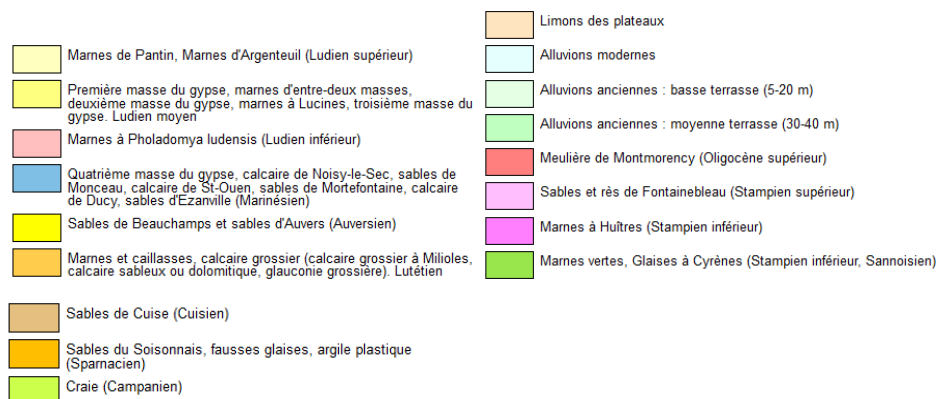 Marnes de Pantin, Marnes d'Argenteuil (Ludien supérieur)
Première masse du gypse, marnes d'entre-deux masses,
deuxième masse du gypse, marnes à Lucines, troisième masse du
gypse. Ludien moyen
Marnes à Pholadomya ludensis (Ludien inférieur)
Quatrième masse du gypse, calcaire de Noisy-le-Sec, sables de
Monceau, calcaire de St-Ouen, sables de Mortefontaine, calcaire
de Ducy, sables d'Ezanville (Marinésien)
Sables de Beauchamps et sables d'Auvers (Auversien)
Marnes et caillasses, calcaire grossier (calcaire grossier à Milioles,
calcaire sableux ou dolomitique, glauconie grossière). Lutétien
Sables de Cuise (Cuisien)
Sables du Soisonnais, fausses glaises, argile plastique
(Sparnacien)
Craie (Campanien)
Limons des plateaux
Alluvions modernes
Alluvions anciennes : basse terrasse (5-20 m)
Alluvions anciennes : moyenne terrasse (30-40 m)
Meulière de Montmorency (Oligocène supérieur)
Sables et rès de Fontainebleau (Stampien supérieur)
Marnes à Huîtres (Stampien inférieur)
Marnes vertes, Glaises à Cyrènes (Stampien inférieur, Sannoisien)